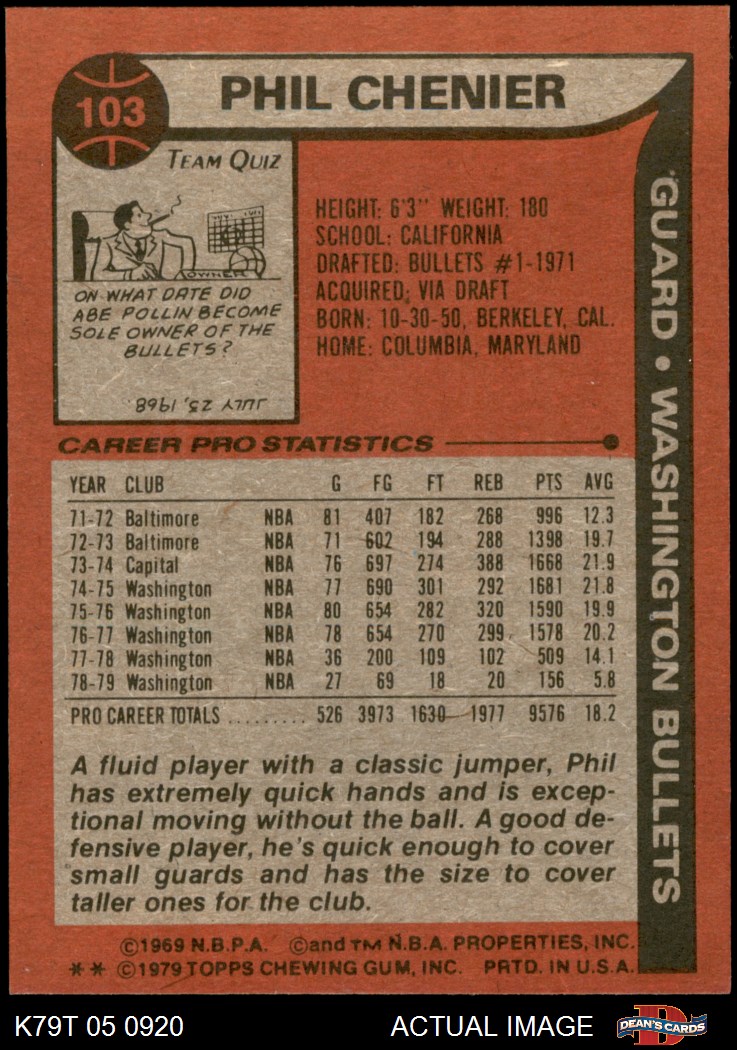 103
PHIL CHENIER
TEAM QUIZ
OWNER
ON WHAT DATE DID
ABE POLLIN BECOME
SOLE OWNER OF THE
BULLETS?
JULY 23, 1968
HEIGHT: 6'3" WEIGHT: 180
SCHOOL: CALIFORNIA
DRAFTED: BULLETS #1-1971
ACQUIRED: VIA DRAFT
BORN: 10-30-50, BERKELEY, CAL.
HOME: COLUMBIA, MARYLAND
GUARD • WASHINGTON BULLETS
CAREER PRO STATISTICS
YEAR CLUB G FG FT REB PTS AVG
71-72 Baltimore NBA 81 407 182 268 996 12.3
72-73 Baltimore NBA 71 602 194 288 1398 19.7
73-74 Capital NBA 76 697 274 388 1668 21.9
74-75 Washington NBA 77 690 301 292 1681 21.8
75-76 Washington NBA 80 654 282 320 1590 19.9
76-77 Washington NBA 78 654 270 299 1578 20.2
77-78 Washington NBA 36 200 109 102 509 14.1
78-79 Washington NBA 27 69 18 20 156 5.8
PRO CAREER TOTALS ......... 526 3973 1630 1977 9576 18.2
A fluid player with a classic jumper, Phil
has extremely quick hands and is excep-
tional moving without the ball. A good de-
fensive player, he's quick enough to cover
small guards and has the size to cover
taller ones for the club.
©1969 N.B.P.A. ©and TM N.B.A. PROPERTIES, INC.
** ©1979 TOPPS CHEWING GUM, INC. PRTD. IN U.S.A.
K79T 05 0920 ACTUAL IMAGE DEAN'S CARDS